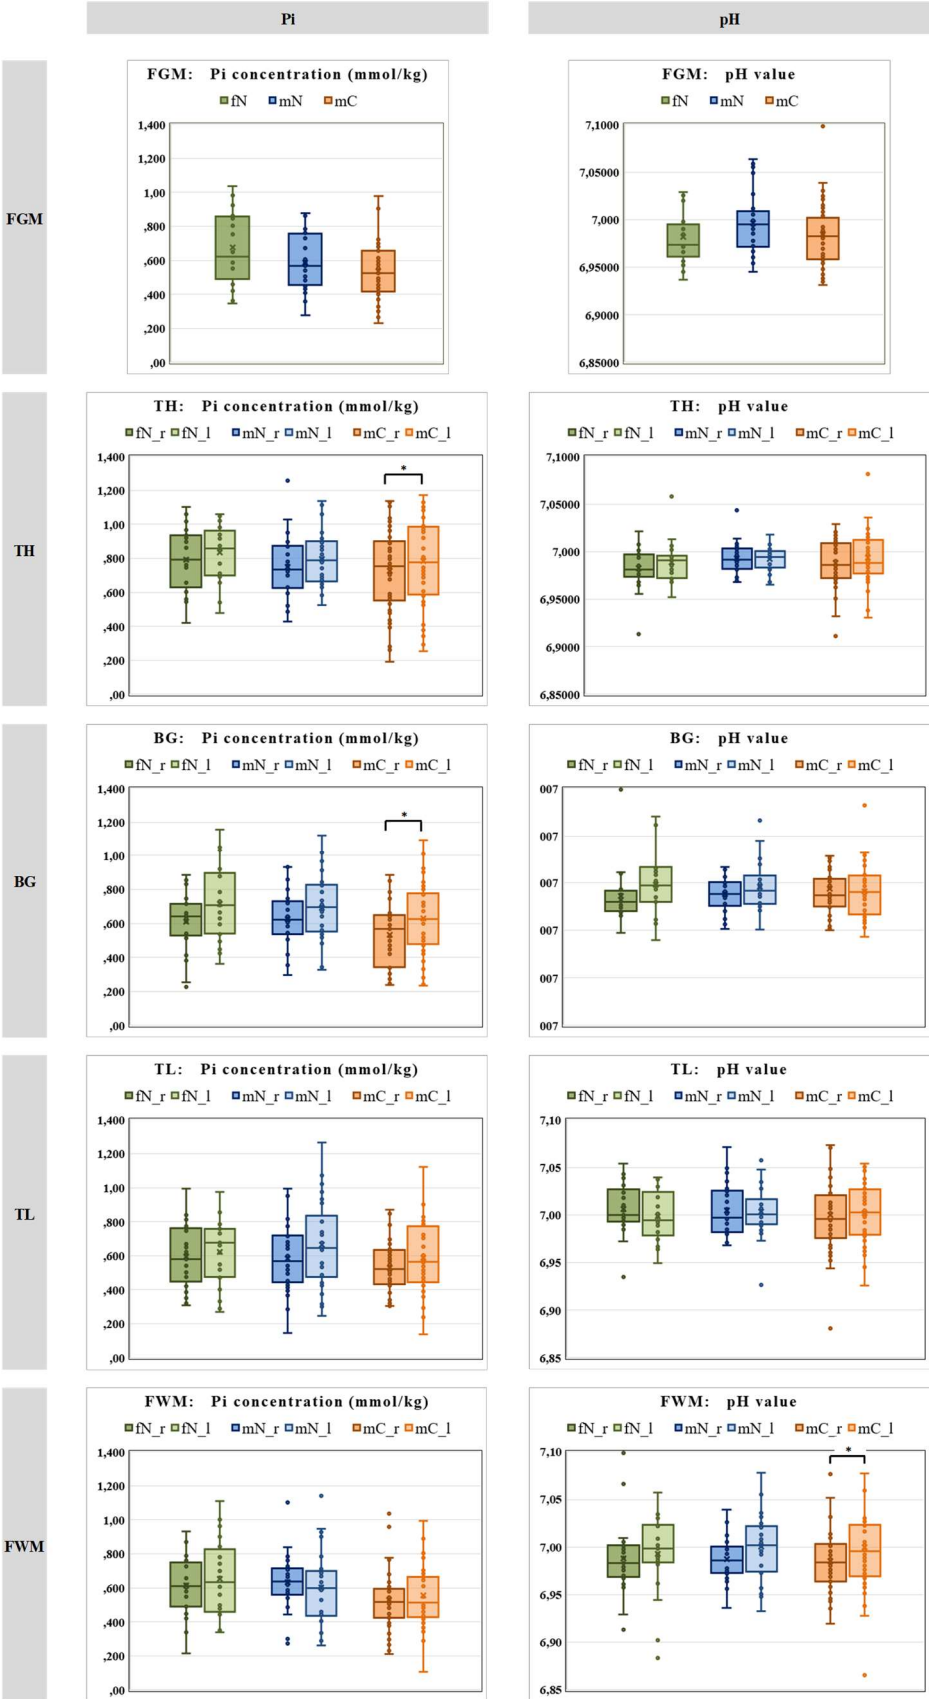 Pi pH
FGM
FGM: Pi concentration (mmol/kg)
fN mN mC
1,400
1,200
1,00
,800
,600
,400
,200
,00
FGM: pH value
fN mN mC
7,1000
7,05000
7,000
6,95000
6,9000
6,85000
TH
TH: Pi concentration (mmol/kg)
fN_r fN_l mN_r mN_l mC_r mC_l
1,400
1,200
1,00
,800
,600
,400
,200
,00
*
TH: pH value
fN_r fN_l mN_r mN_l mC_r mC_l
7,1000
7,05000
7,000
6,95000
6,9000
6,85000
BG
BG: Pi concentration (mmol/kg)
fN_r fN_l mN_r mN_l mC_r mC_l
1,400
1,200
1,00
,800
,600
,400
,200
,00
*
BG: pH value
fN_r fN_l mN_r mN_l mC_r mC_l
007
007
007
007
007
007
TL
TL: Pi concentration (mmol/kg)
fN_r fN_l mN_r mN_l mC_r mC_l
1,400
1,200
1,00
,800
,600
,400
,200
,00
TL: pH value
fN_r fN_l mN_r mN_l mC_r mC_l
7,10
7,05
7,00
6,95
6,90
6,85
FWM
FWM: Pi concentration (mmol/kg)
fN_r fN_l mN_r mN_l mC_r mC_l
1,400
1,200
1,00
,800
,600
,400
,200
,00
FWM: pH value
fN_r fN_l mN_r mN_l mC_r mC_l
7,10
7,05
7,00
6,95
6,90
6,85
*